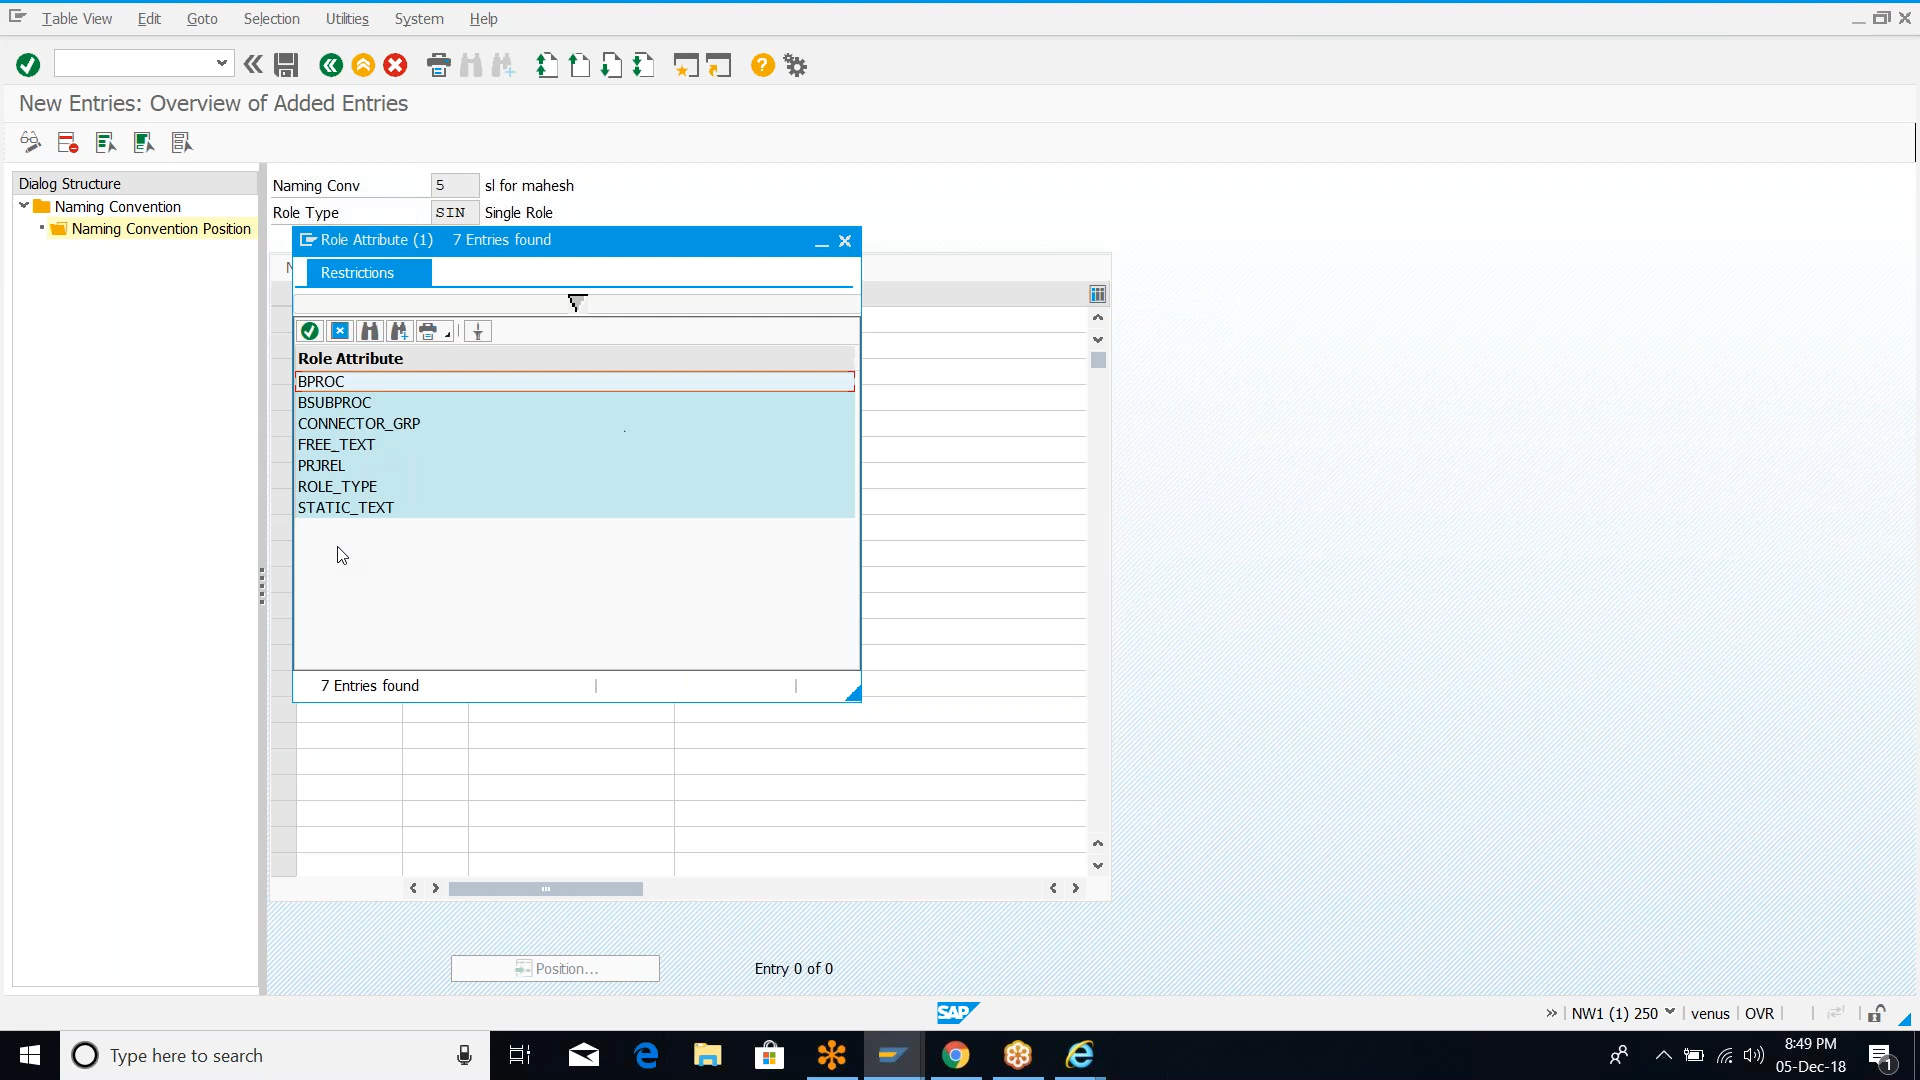 Table View Edit Goto Selection Utilities System Help
New Entries: Overview of Added Entries
Dialog Structure
Naming Convention
Naming Convention Position
Naming Conv 5 sl for mahesh
Role Type SIN Single Role
Role Attribute (1) 7 Entries found
Restrictions
Role Attribute
BPROC
BSUBPROC
CONNECTOR_GRP
FREE_TEXT
PRJREL
ROLE_TYPE
STATIC_TEXT
7 Entries found
Position... Entry 0 of 0
SAP NW1 (1) 250 venus OVR
Type here to search
8:49 PM
05-Dec-18
1